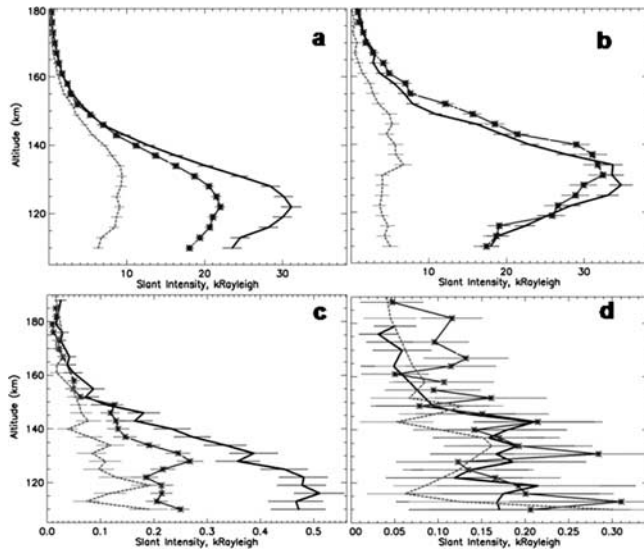 a
b
180
160
140
120
Altitude (km)
10
20
30
Slant Intensity, kRayleigh
10
20
30
Slant Intensity, kRayleigh
c
d
180
160
140
120
Altitude (km)
0.1
0.2
0.3
0.4
0.5
Slant Intensity, kRayleigh
0.00
0.05
0.10
0.15
0.20
0.25
0.30
Slant Intensity, kRayleigh